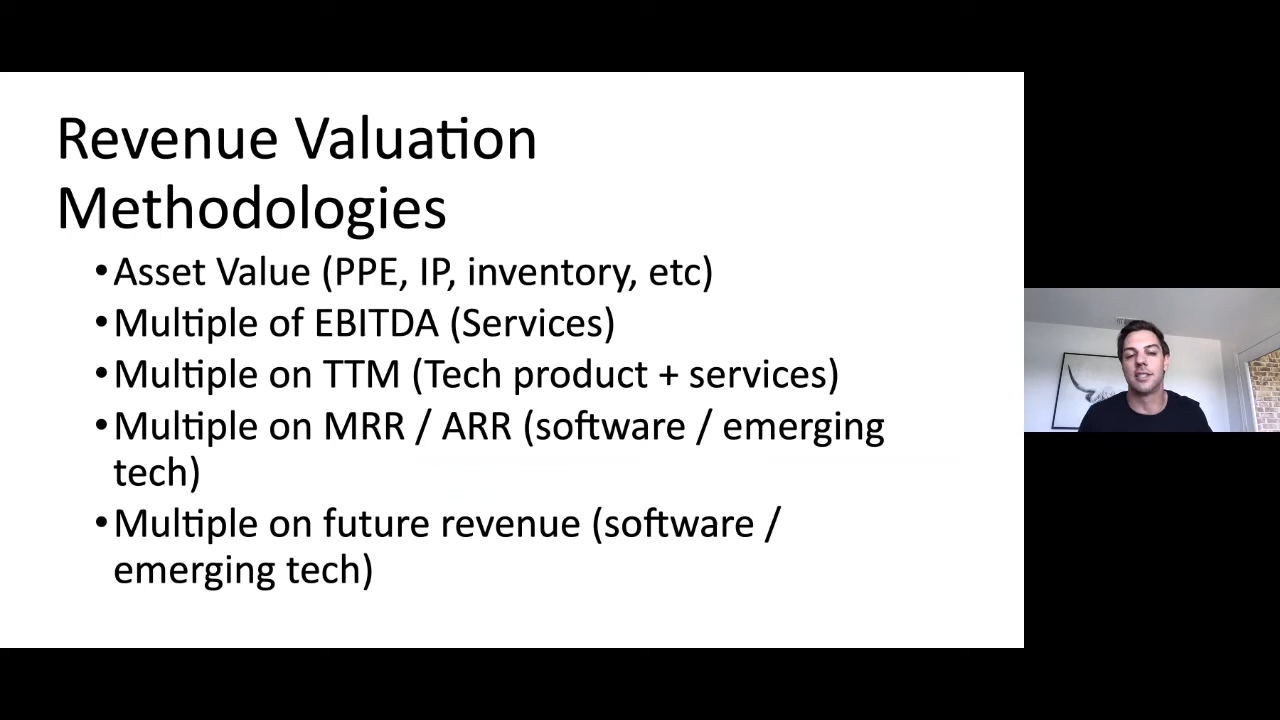 Revenue Valuation
Methodologies
•Asset Value (PPE, IP, inventory, etc)
•Multiple of EBITDA (Services)
•Multiple on TTM (Tech product + services)
•Multiple on MRR / ARR (software / emerging
tech)
•Multiple on future revenue (software /
emerging tech)